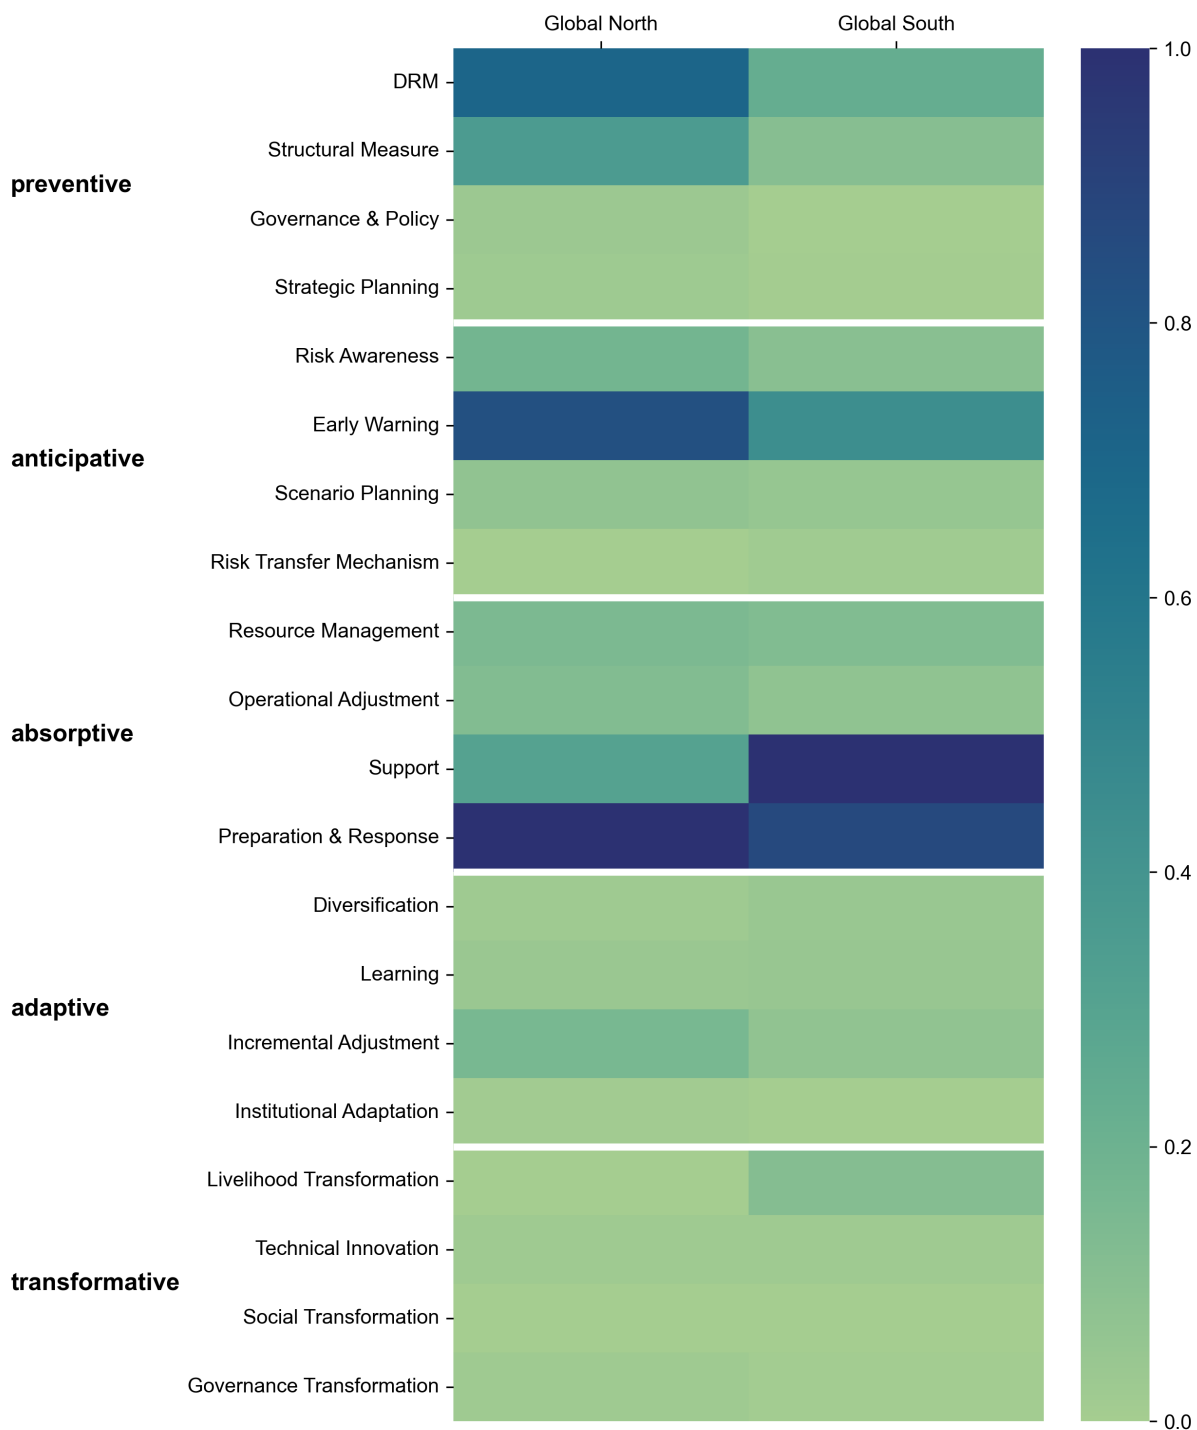 Global North
Global South
preventive
DRM
Structural Measure
Governance & Policy
Strategic Planning
anticipative
Risk Awareness
Early Warning
Scenario Planning
Risk Transfer Mechanism
absorptive
Resource Management
Operational Adjustment
Support
Preparation & Response
adaptive
Diversification
Learning
Incremental Adjustment
Institutional Adaptation
transformative
Livelihood Transformation
Technical Innovation
Social Transformation
Governance Transformation
1.0
0.8
0.6
0.4
0.2
0.0